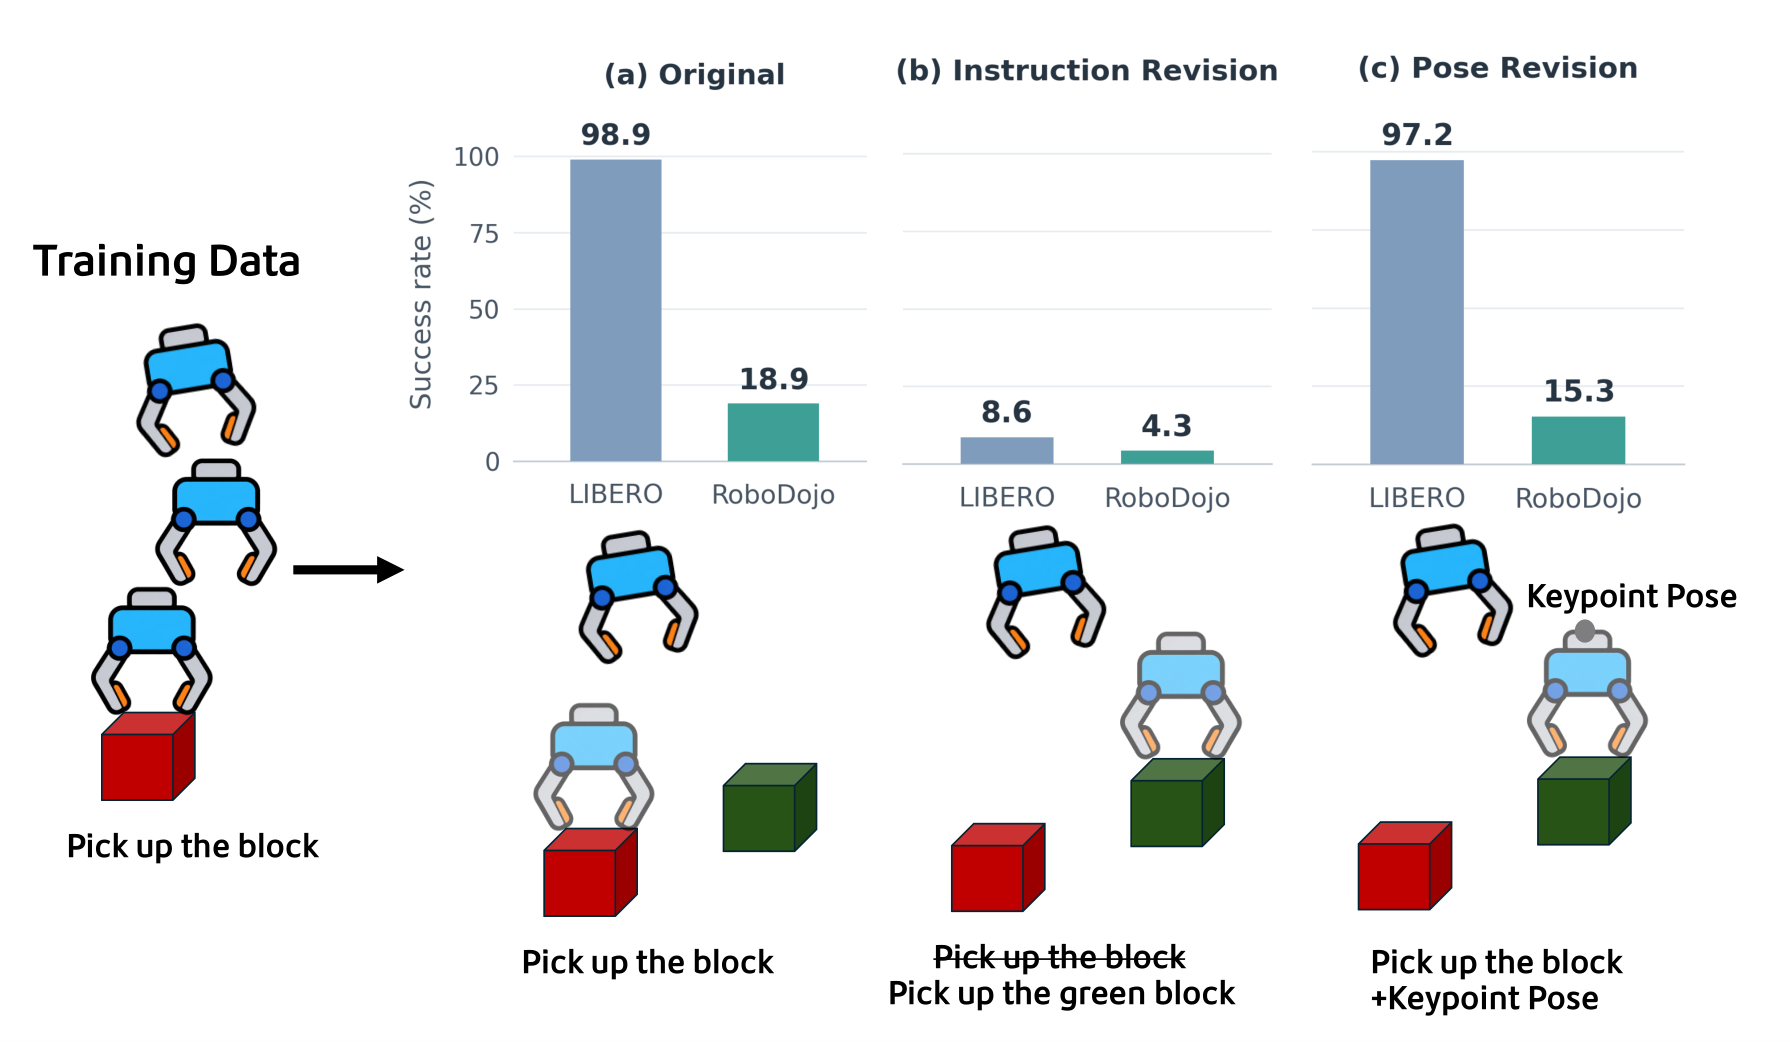 (a) Original
(b) Instruction Revision
(c) Pose Revision
98.9
97.2
100
75
50
25
0
Success rate (%)
18.9
8.6
4.3
15.3
LIBERO
RoboDojo
LIBERO
RoboDojo
LIBERO
RoboDojo
Training Data
Pick up the block
Keypoint Pose
Pick up the block
Pick up the block
Pick up the green block
Pick up the block
+Keypoint Pose